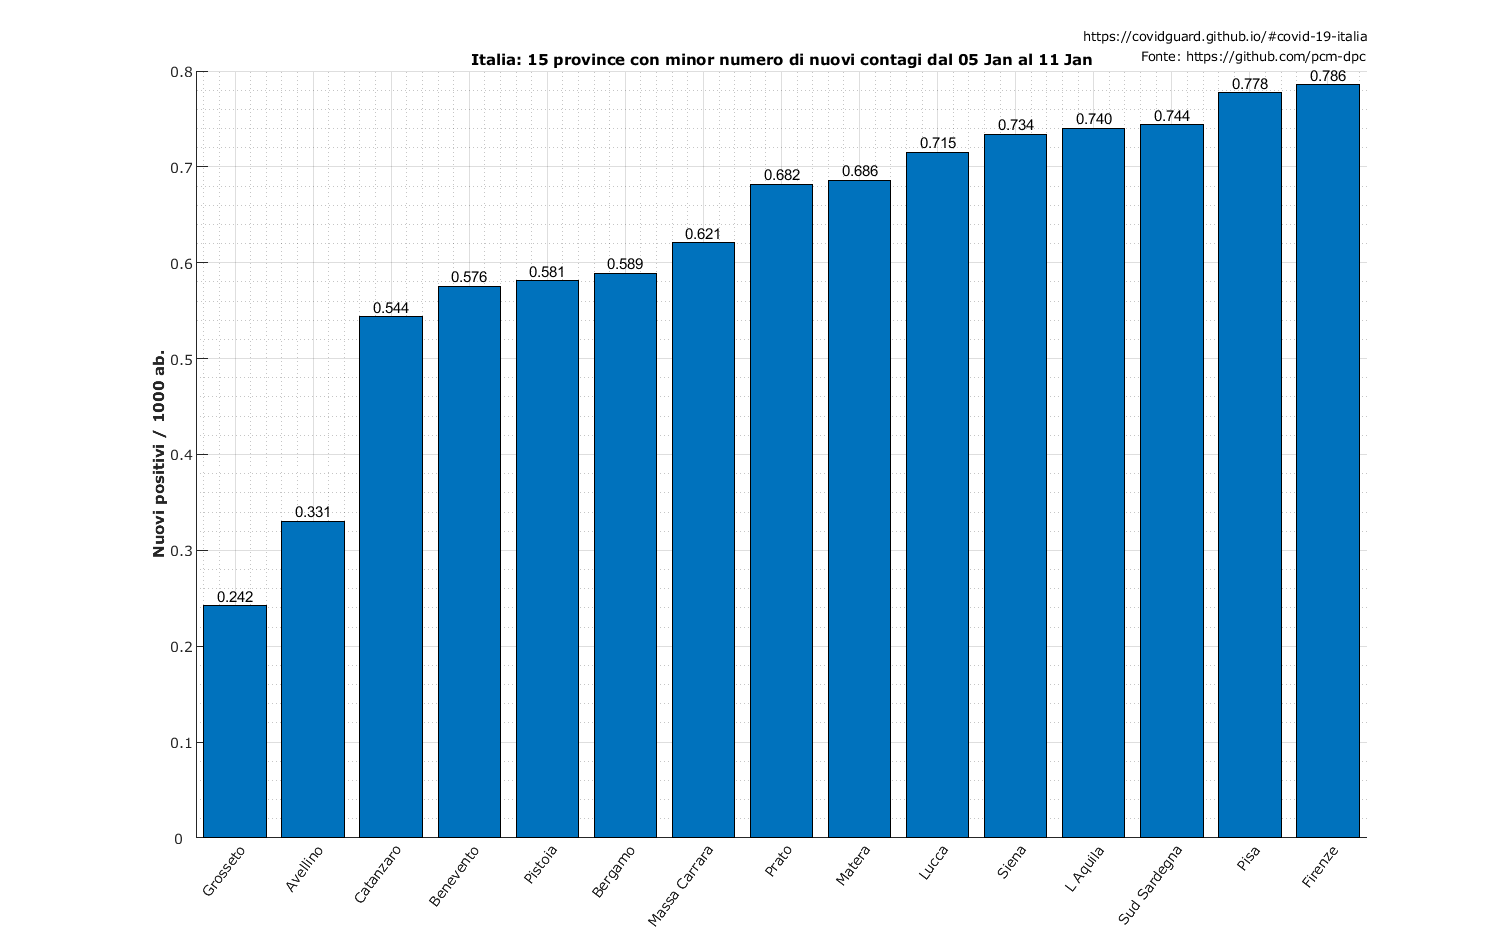 https://covidguard.github.io/#covid-19-italia
Fonte: https://github.com/pcm-dpc
Italia: 15 province con minor numero di nuovi contagi dal 05 Jan al 11 Jan
Nuovi positivi / 1000 ab.
0.8
0.7
0.6
0.5
0.4
0.3
0.2
0.1
0
0.242
0.331
0.544
0.576
0.581
0.589
0.621
0.682
0.686
0.715
0.734
0.740
0.744
0.778
0.786
Grosseto
Avellino
Catanzaro
Benevento
Pistoia
Bergamo
Massa Carrara
Prato
Matera
Lucca
Siena
L Aquila
Sud Sardegna
Pisa
Firenze